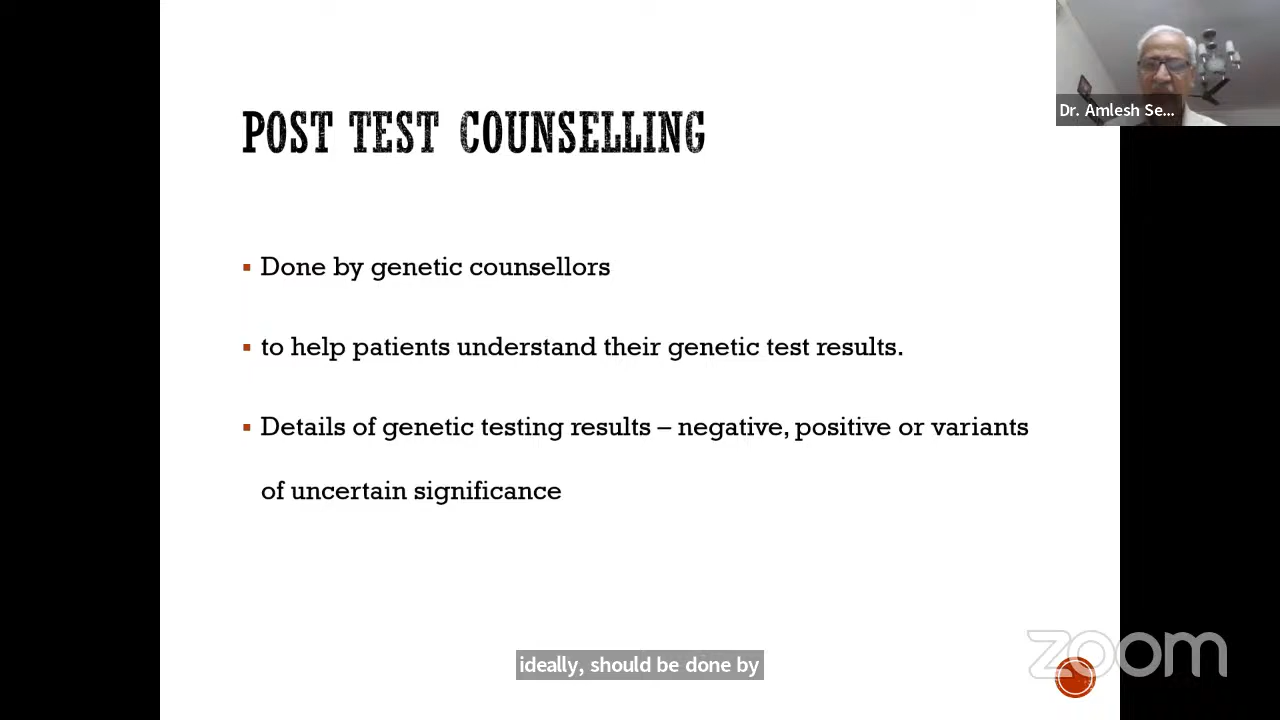 Dr. Amlesh Se...
POST TEST COUNSELLING
▪ Done by genetic counsellors
▪ to help patients understand their genetic test results.
▪ Details of genetic testing results – negative, positive or variants
of uncertain significance
ideally, should be done by
zoom